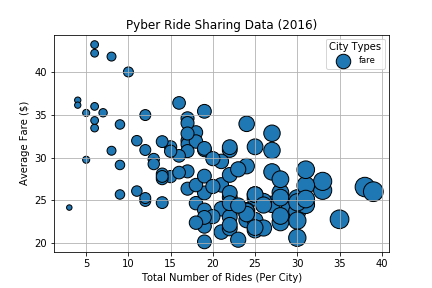 Pyber Ride Sharing Data (2016)
City Types
fare
40
35
30
25
20
Average Fare ($)
5 10 15 20 25 30 35 40
Total Number of Rides (Per City)